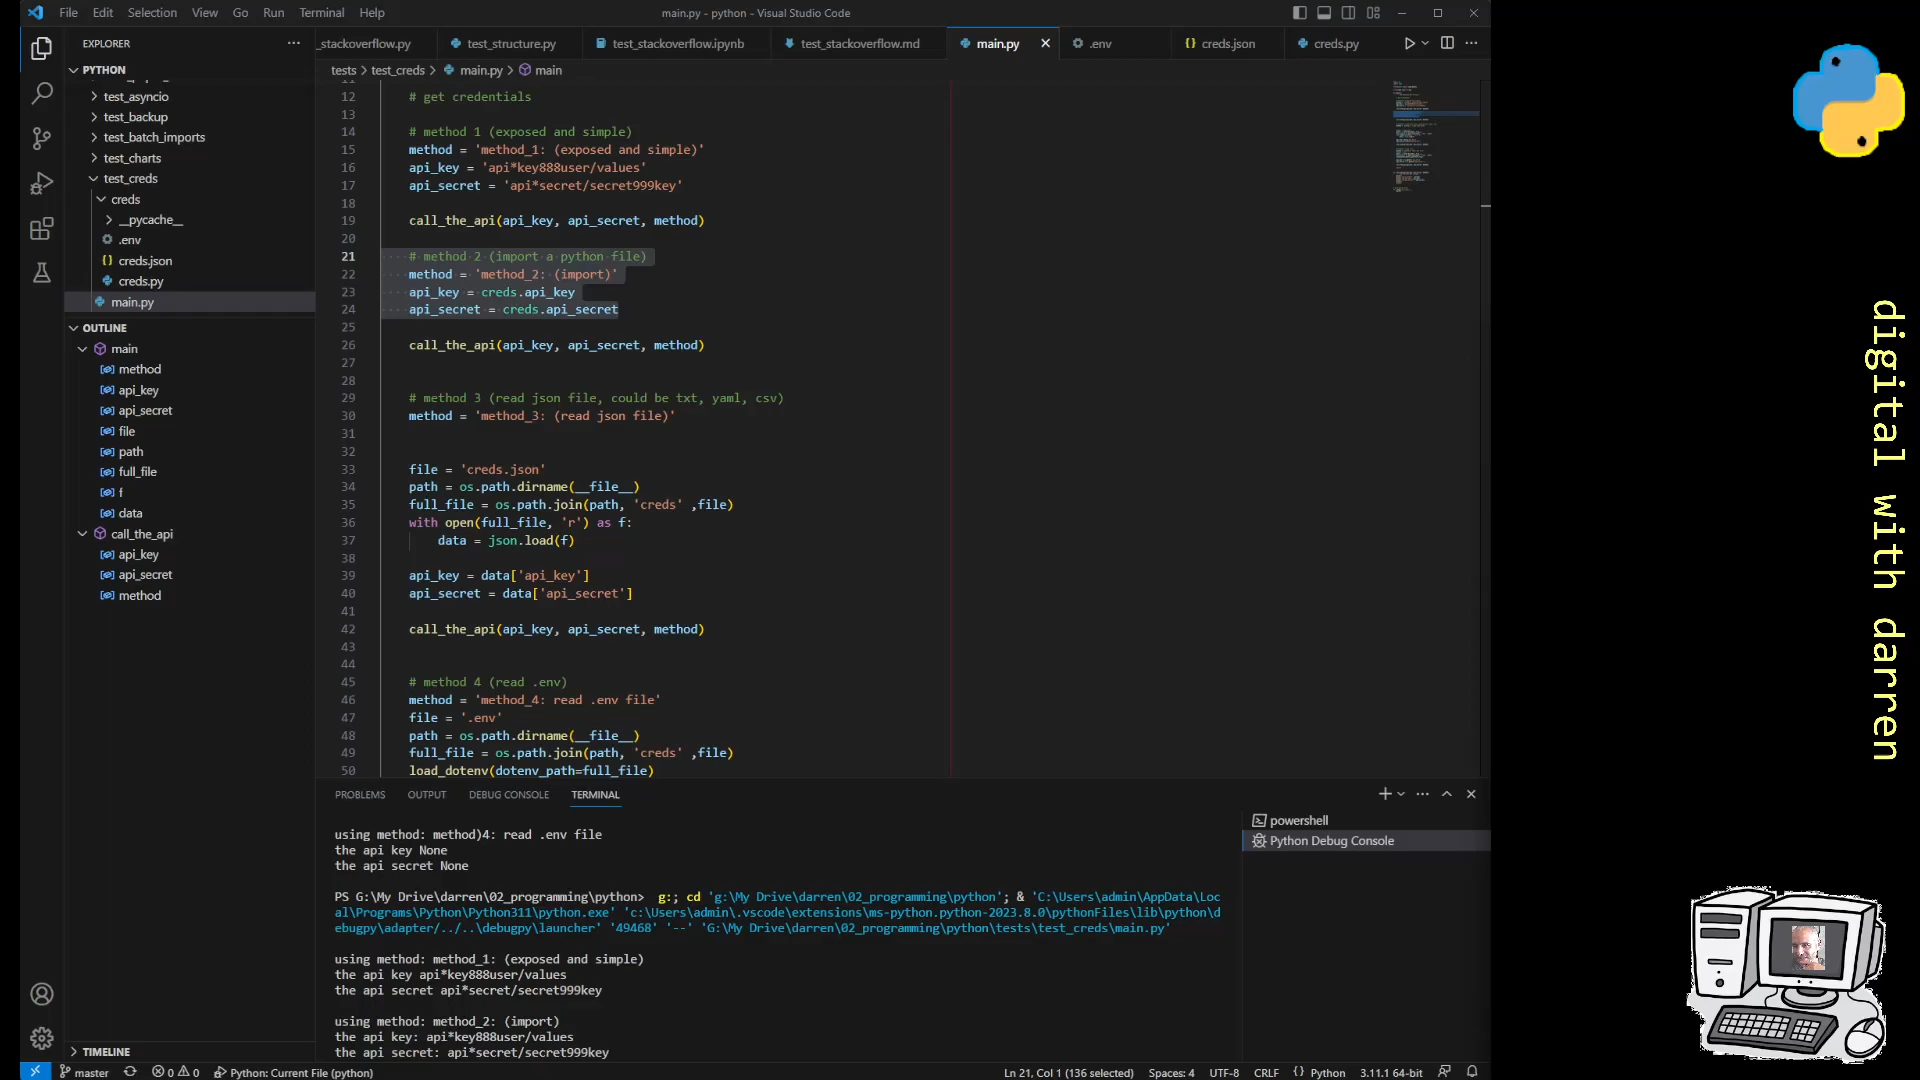 File Edit Selection View Go Run Terminal Help
main.py - python - Visual Studio Code
EXPLORER
_stackoverflow.py test_structure.py test_stackoverflow.ipynb test_stackoverflow.md main.py .env creds.json creds.py
PYTHON
tests > test_creds > main.py > main
test_asyncio
test_backup
test_batch_imports
test_charts
test_creds
creds
__pycache__
.env
creds.json
creds.py
main.py
OUTLINE
main
method
api_key
api_secret
file
path
full_file
f
data
call_the_api
api_key
api_secret
method
TIMELINE
12 # get credentials
13
14 # method 1 (exposed and simple)
15 method = 'method_1: (exposed and simple)'
16 api_key = 'api*key888user/values'
17 api_secret = 'api*secret/secret999key'
18
19 call_the_api(api_key, api_secret, method)
20
21 # method 2 (import a python file)
22 method = 'method_2: (import)'
23 api_key = creds.api_key
24 api_secret = creds.api_secret
25
26 call_the_api(api_key, api_secret, method)
27
28
29 # method 3 (read json file, could be txt, yaml, csv)
30 method = 'method_3: (read json file)'
31
32
33 file = 'creds.json'
34 path = os.path.dirname(__file__)
35 full_file = os.path.join(path, 'creds' ,file)
36 with open(full_file, 'r') as f:
37 data = json.load(f)
38
39 api_key = data['api_key']
40 api_secret = data['api_secret']
41
42 call_the_api(api_key, api_secret, method)
43
44
45 # method 4 (read .env)
46 method = 'method_4: read .env file'
47 file = '.env'
48 path = os.path.dirname(__file__)
49 full_file = os.path.join(path, 'creds' ,file)
50 load_dotenv(dotenv_path=full_file)
PROBLEMS OUTPUT DEBUG CONSOLE TERMINAL
using method: method)4: read .env file
the api key None
the api secret None
PS G:\My Drive\darren\02_programming\python> g:; cd 'g:\My Drive\darren\02_programming\python'; & 'C:\Users\admin\AppData\Loc
al\Programs\Python\Python311\python.exe' 'c:\Users\admin\.vscode\extensions\ms-python.python-2023.8.0\pythonFiles\lib\python\d
ebugpy\adapter/../..\debugpy\launcher' '49468' '--' 'G:\My Drive\darren\02_programming\python\tests\test_creds\main.py'
using method: method_1: (exposed and simple)
the api key api*key888user/values
the api secret api*secret/secret999key
using method: method_2: (import)
the api key: api*key888user/values
the api secret: api*secret/secret999key
powershell
Python Debug Console
master 0 0 Python: Current File (python)
Ln 21, Col 1 (136 selected) Spaces: 4 UTF-8 CRLF Python 3.11.1 64-bit
digital with darren